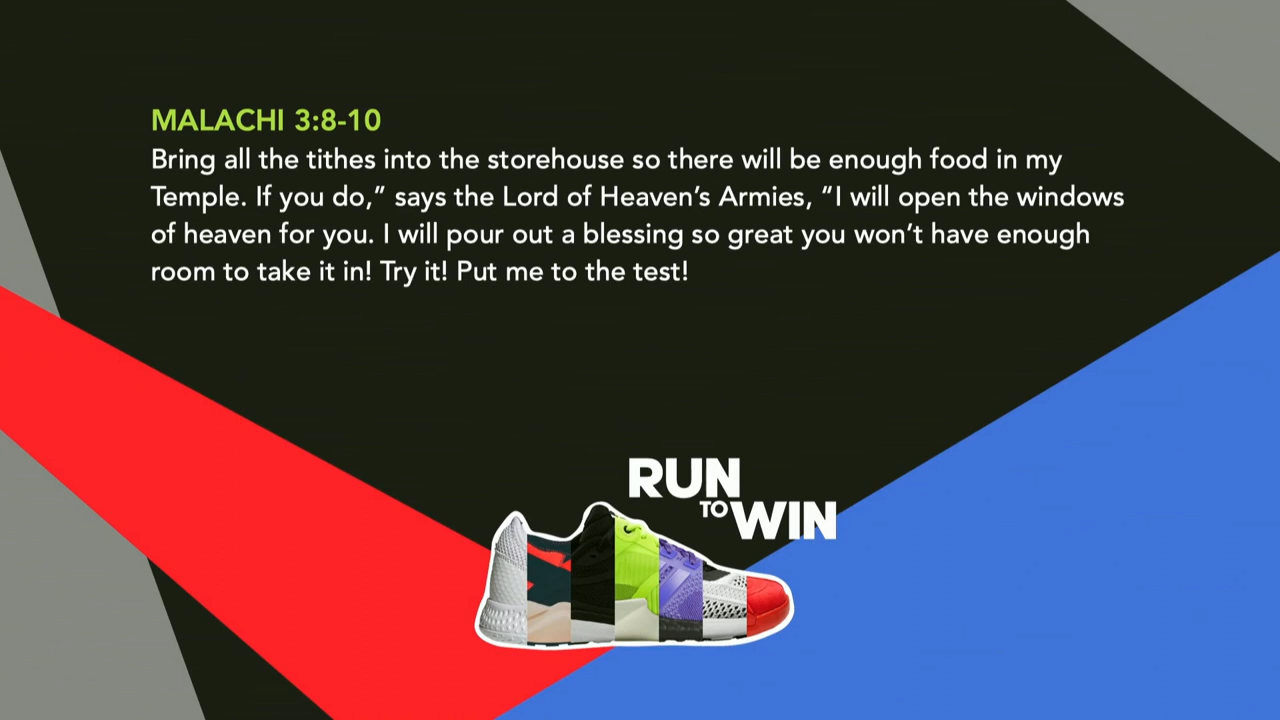 MALACHI 3:8-10
Bring all the tithes into the storehouse so there will be enough food in my
Temple. If you do,” says the Lord of Heaven’s Armies, “I will open the windows
of heaven for you. I will pour out a blessing so great you won’t have enough
room to take it in! Try it! Put me to the test!
RUN
TO WIN